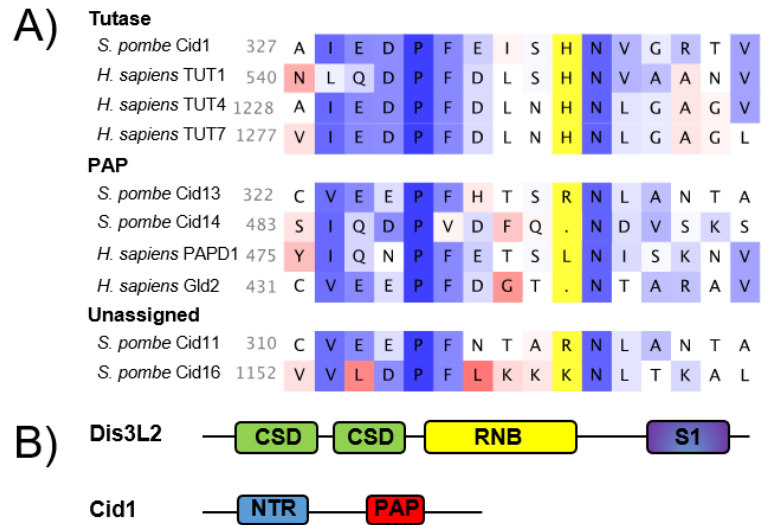 A)
Tutase
S. pombe Cid1 327 A I E D P F E I S H N V G R T V
H. sapiens TUT1 540 N L Q D P F D L S H N V A A N V
H. sapiens TUT4 1228 A I E D P F D L N H N L G A G V
H. sapiens TUT7 1277 V I E D P F D L N H N L G A G L
PAP
S. pombe Cid13 322 C V E E P F H T S R N L A N T A
S. pombe Cid14 483 S I Q D P V D F Q . N D V S K S
H. sapiens PAPD1 475 Y I Q N P F E T S L N I S K N V
H. sapiens Gld2 431 C V E E P F D G T . N T A R A V
Unassigned
S. pombe Cid11 310 C V E E P F N T A R N L A N T A
S. pombe Cid16 1152 V V L D P F L K K K N L T K A L
B)
Dis3L2 CSD CSD RNB S1
Cid1 NTR PAP